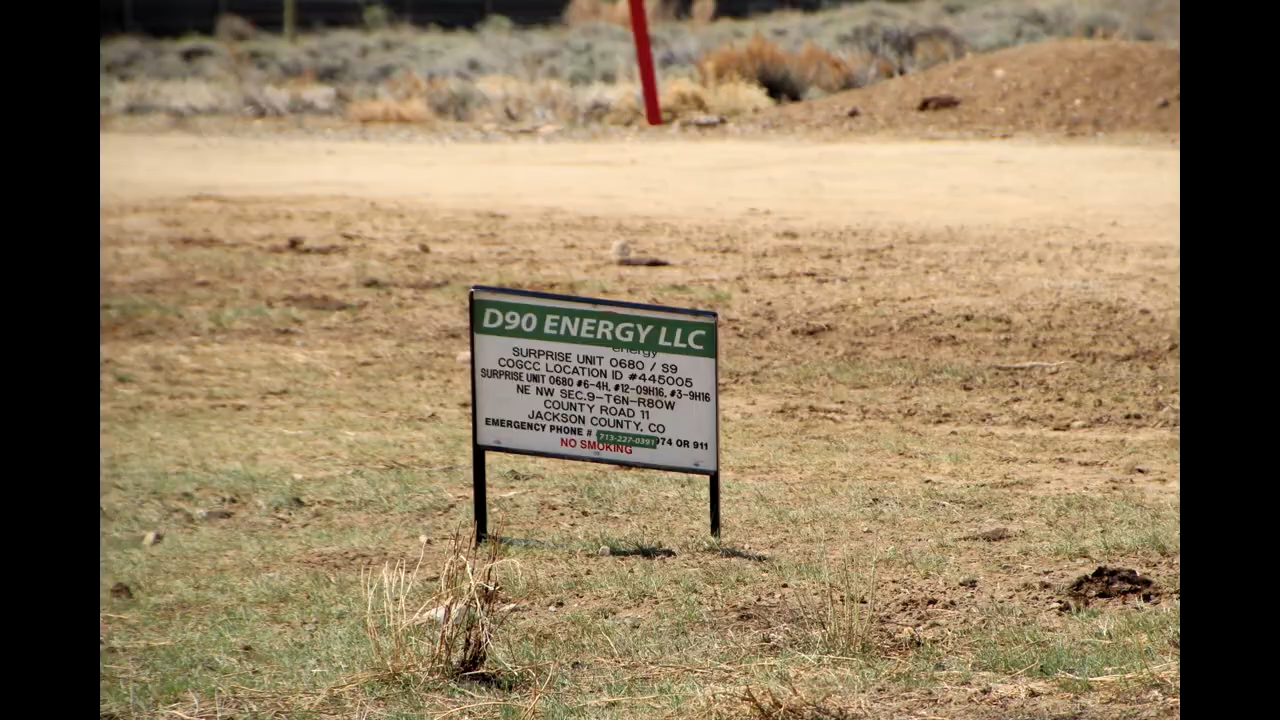 D90 ENERGY LLC
energy
SURPRISE UNIT 0680 / S9
COGCC LOCATION ID #445005
SURPRISE UNIT 0680 #6-4H, #12-09H16, #3-9H16
NE NW SEC.9-T6N-R80W
COUNTY ROAD 11
JACKSON COUNTY, CO
EMERGENCY PHONE # 713-227-0391 974 OR 911
NO SMOKING